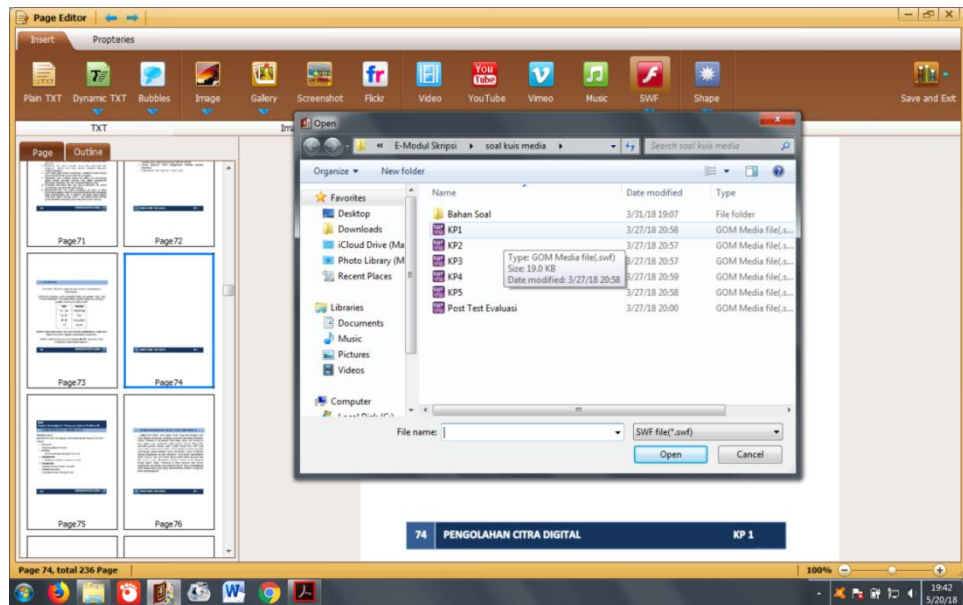 Page Editor
Insert Propteries
Plain TXT Dynamic TXT Bubbles Image Gallery Screenshot Flickr Video YouTube Vimeo Music SWF Shape Save and Exit
TXT
Page Outline
Page71 Page72
Page73 Page74
Page75 Page76
Open
« E-Modul Skripsi soal kuis media Search soal kuis media
Organize New folder
Name Date modified Type
Favorites
Desktop
Downloads
iCloud Drive (Ma
Photo Library (M
Recent Places
Libraries
Documents
Music
Pictures
Videos
Computer
Bahan Soal 3/31/18 19:07 File folder
KP1 3/27/18 20:58 GOM Media file(.s...
KP2 3/27/18 20:57 GOM Media file(.s...
KP3 3/27/18 20:57 GOM Media file(.s...
KP4 3/27/18 20:59 GOM Media file(.s...
KP5 3/27/18 20:58 GOM Media file(.s...
Post Test Evaluasi 3/27/18 20:00 GOM Media file(.s...
Type: GOM Media file(.swf)
Size: 19.0 KB
Date modified: 3/27/18 20:58
File name: SWF file(*.swf)
Open Cancel
74 PENGOLAHAN CITRA DIGITAL KP 1
Page 74, total 236 Page 100%
19:42
5/20/18